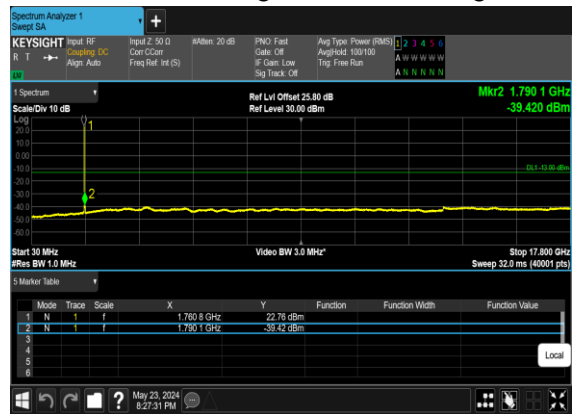 Spectrum Analyzer 1
Swept SA
KEYSIGHT Input: RF Input Z: 50 Ω #Atten: 20 dB PNO: Fast Avg Type: Power (RMS) 1 2 3 4 5 6
R T Coupling: DC Corr CCorr Gate: Off Avg|Hold: 100/100 A W W W W W
Align: Auto Freq Ref: Int (S) IF Gain: Low Trig: Free Run
Sig Track: Off A N N N N N
1 Spectrum Ref Lvl Offset 25.80 dB Mkr2 1.790 1 GHz
Scale/Div 10 dB Ref Level 30.00 dBm -39.420 dBm
Log
20.0 1
10.0
0.00
-10.0 DL1 -13.00 dBm
-20.0
-30.0 2
-40.0
-50.0
-60.0
Start 30 MHz Video BW 3.0 MHz* Stop 17.800 GHz
#Res BW 1.0 MHz Sweep 32.0 ms (40001 pts)
5 Marker Table
Mode Trace Scale X Y Function Function Width Function Value
1 N 1 f 1.760 8 GHz 22.76 dBm
2 N 1 f 1.790 1 GHz -39.42 dBm
3
4
5 Local
6
? May 23, 2024
8:27:31 PM